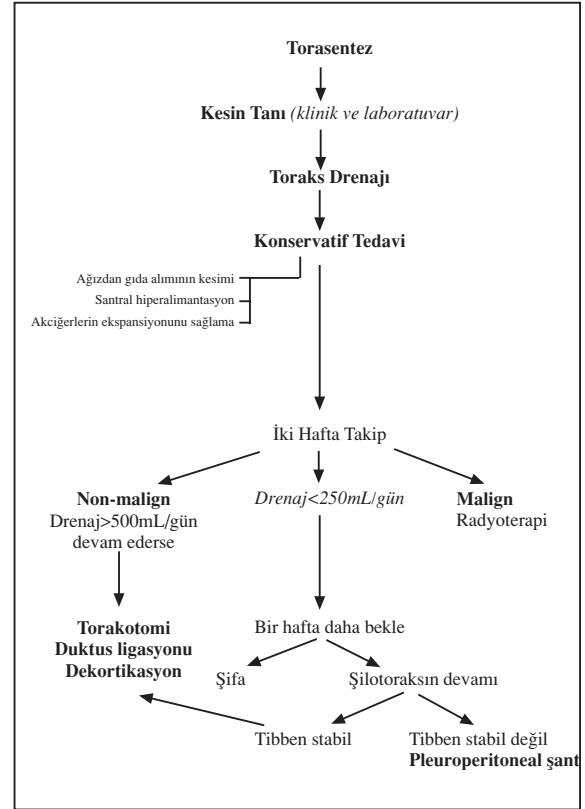 Torasentez
Kesin Tanı (klinik ve laboratuvar)
Toraks Drenajı
Konservatif Tedavi
Ağızdan gıda alımının kesimi
Santral hiperalimantasyon
Akciğerlerin ekspansiyonunu sağlama
İki Hafta Takip
Non-malign
Drenaj>500mL/gün
devam ederse
Drenaj<250mL/gün
Malign
Radyoterapi
Torakotomi
Duktus ligasyonu
Dekortikasyon
Bir hafta daha bekle
Şifa
Şilotoraksın devamı
Tibben stabil
Tibben stabil değil
Pleuroperitoneal şant